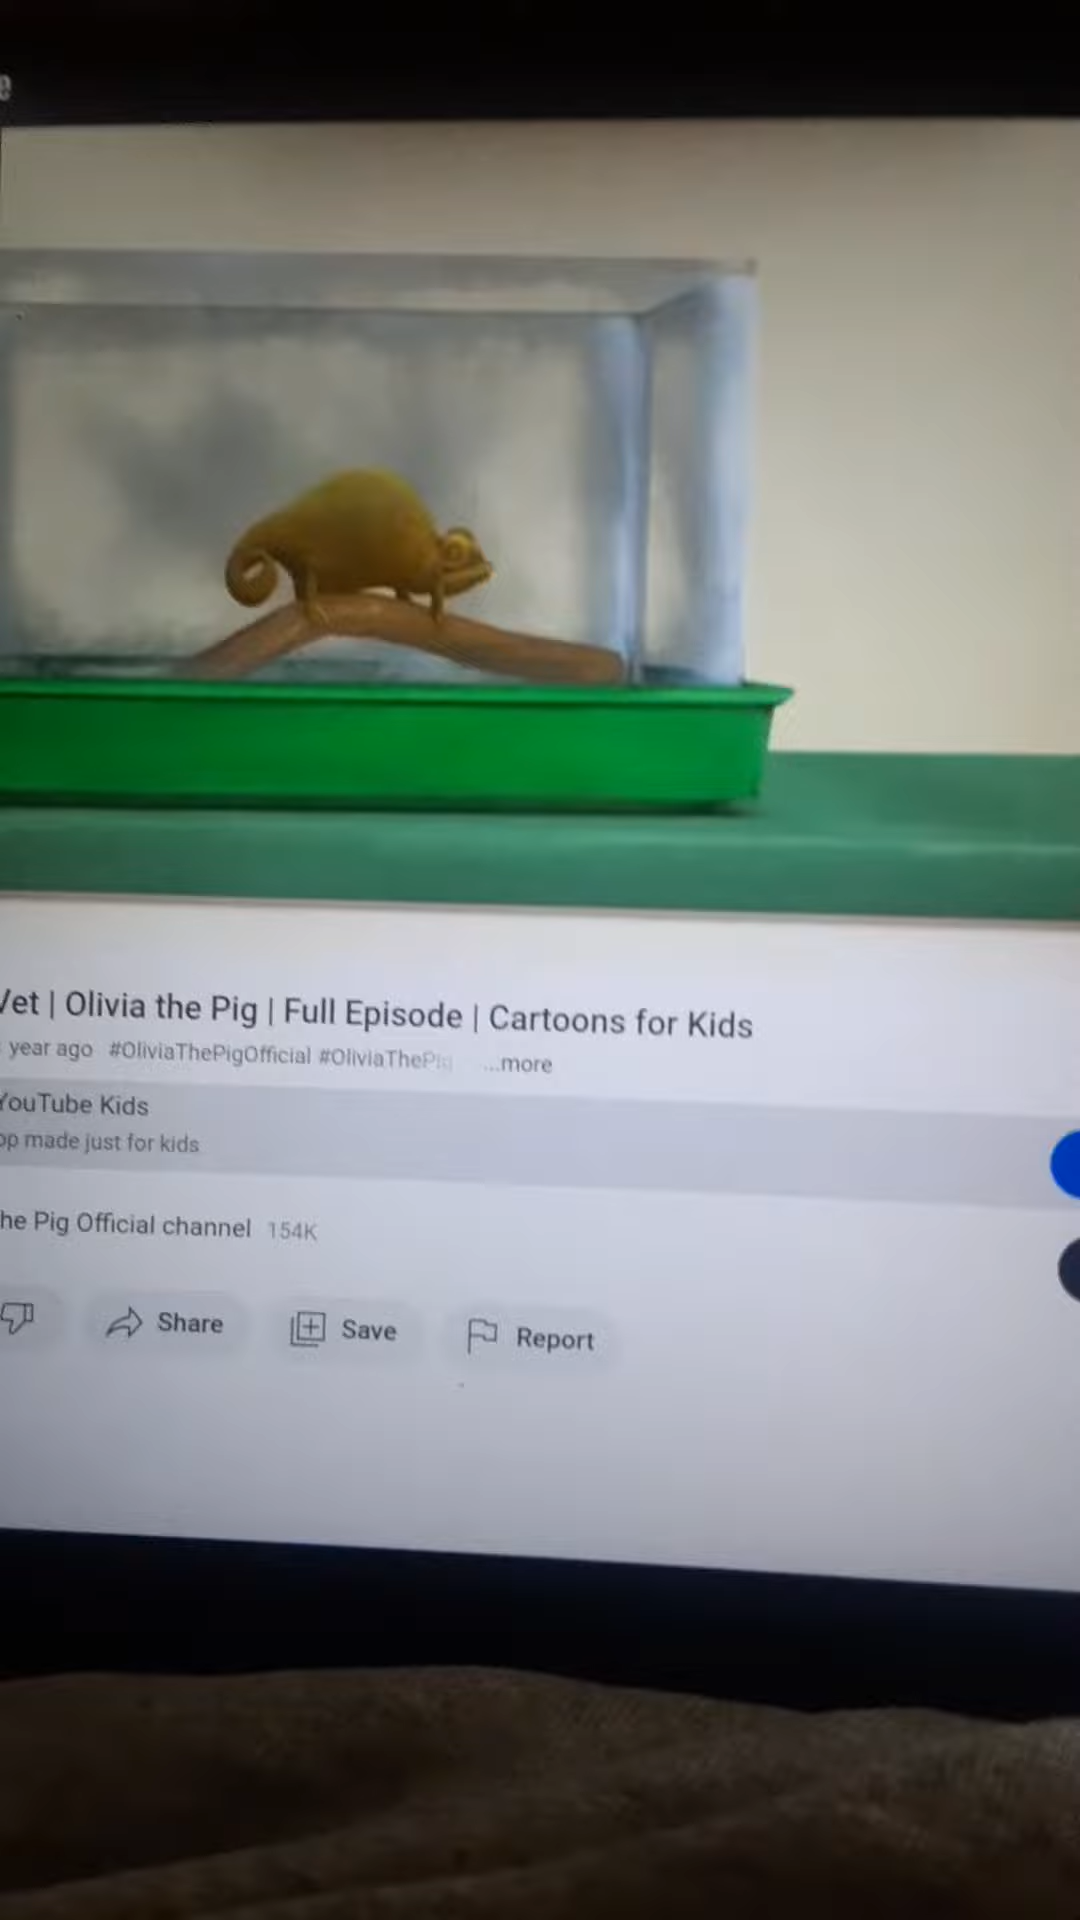 Vet | Olivia the Pig | Full Episode | Cartoons for Kids
year ago #OliviaThePigOfficial #OliviaThePig ...more
YouTube Kids
made just for kids
he Pig Official channel 154K
Share Save Report